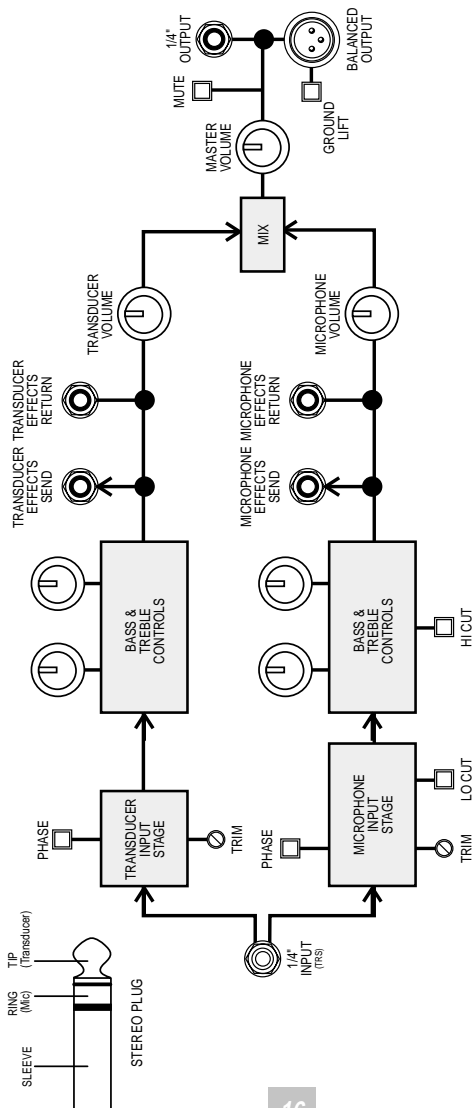 SLEEVE
RING
(Mic)
TIP
(Transducer)
STEREO PLUG
1/4"
INPUT
(TRS)
PHASE
TRANSDUCER
INPUT
STAGE
TRIM
PHASE
MICROPHONE
INPUT
STAGE
TRIM
LO CUT
BASS &
TREBLE
CONTROLS
BASS &
TREBLE
CONTROLS
HI CUT
TRANSDUCER
EFFECTS
SEND
TRANSDUCER
EFFECTS
RETURN
MICROPHONE
EFFECTS
SEND
MICROPHONE
EFFECTS
RETURN
TRANSDUCER
VOLUME
MICROPHONE
VOLUME
MIX
MASTER
VOLUME
MUTE
1/4"
OUTPUT
GROUND
LIFT
BALANCED
OUTPUT
16